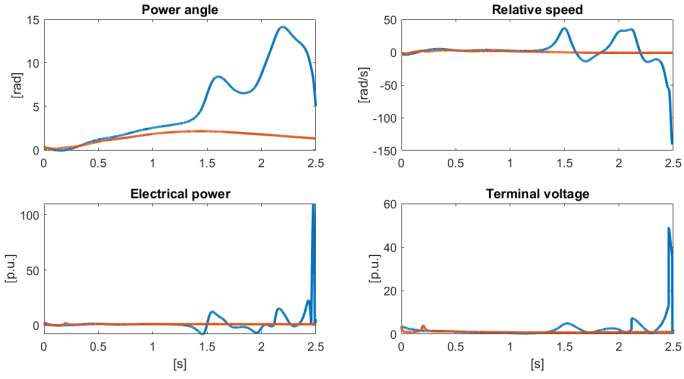 Power angle
15
10
5
0
[rad]
0 0.5 1 1.5 2 2.5
Relative speed
50
0
-50
-100
-150
[rad/s]
0 0.5 1 1.5 2 2.5
Electrical power
100
50
0
[p.u.]
0 0.5 1 1.5 2 2.5
[s]
Terminal voltage
60
40
20
0
[p.u.]
0 0.5 1 1.5 2 2.5
[s]